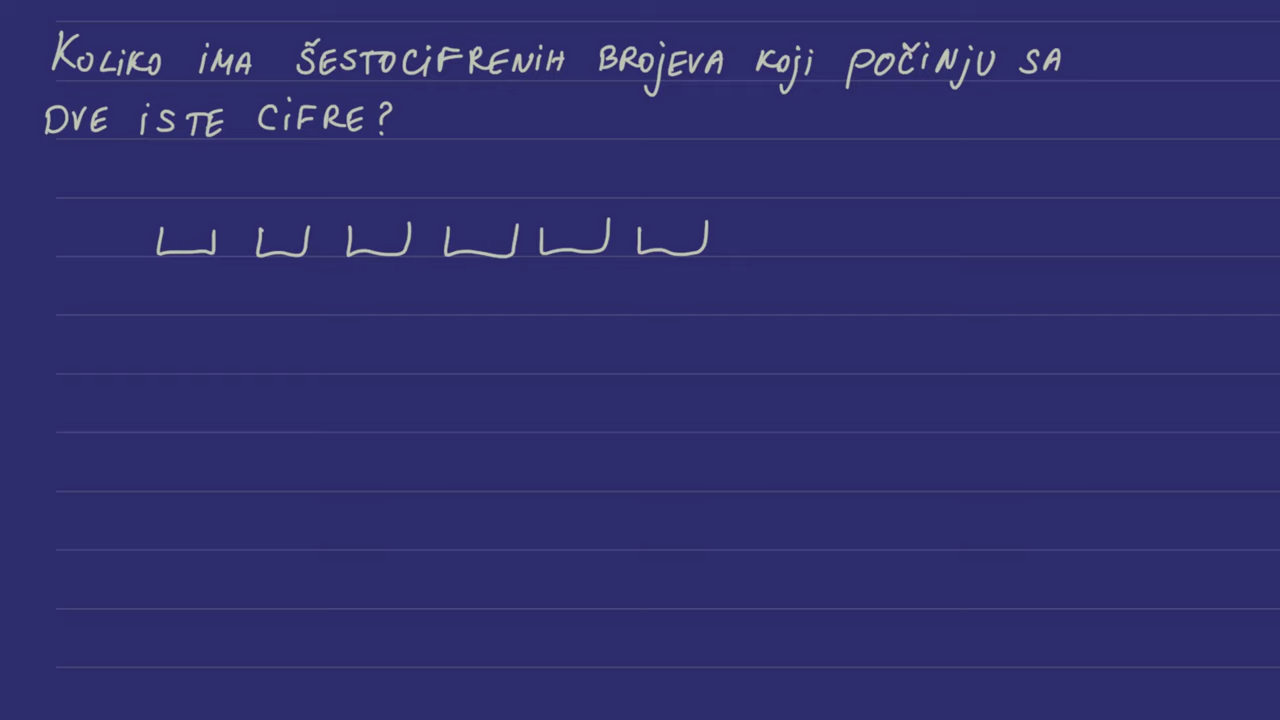 KOLIKO IMA ŠESTOCIFRENIH BROJEVA KOJI POČINJU SA
DVE ISTE CIFRE?